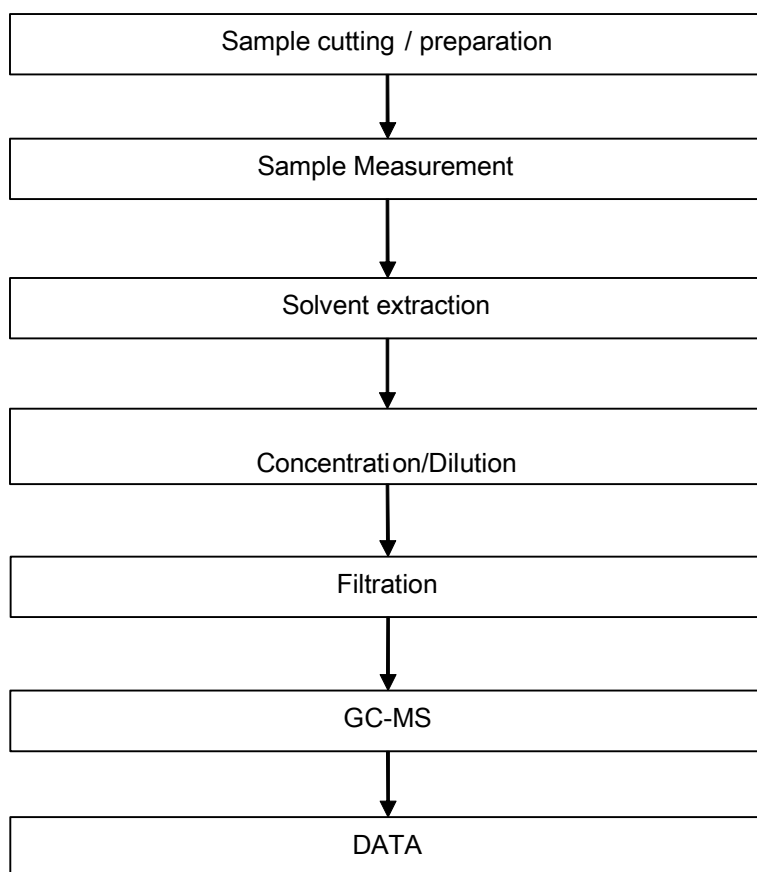 Sample cutting / preparation
Sample Measurement
Solvent extraction
Concentration/Dilution
Filtration
GC-MS
DATA